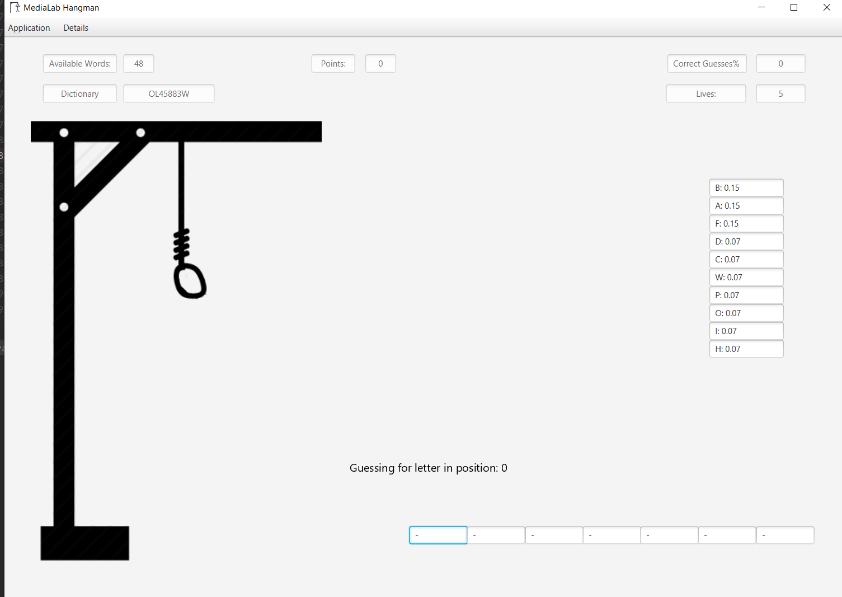 MediaLab Hangman
Application Details
Available Words: 48 Points: 0 Correct Guesses% 0
Dictionary OL45883W Lives: 5
B: 0.15
A: 0.15
F: 0.15
D: 0.07
C: 0.07
W: 0.07
P: 0.07
O: 0.07
I: 0.07
H: 0.07
Guessing for letter in position: 0
- - - - - - -